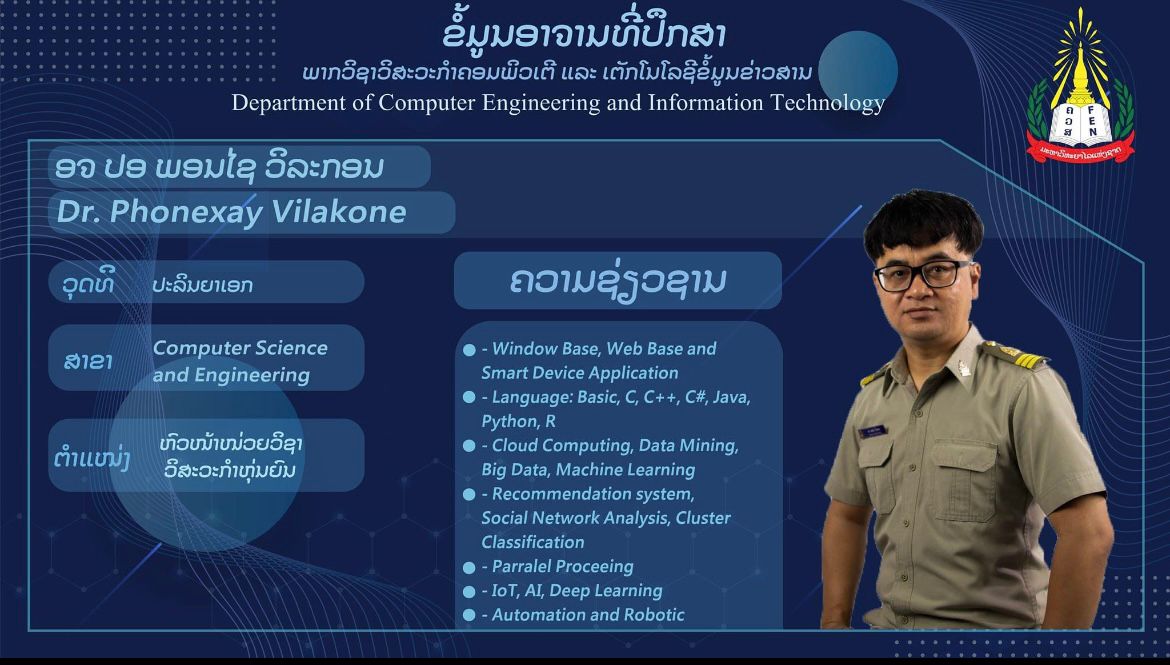 ຂໍ້ມູນອາຈານທີ່ປຶກສາ
ພາກວິຊາວິສະວະກຳຄອມພິວເຕີ ແລະ ເຕັກໂນໂລຊີຂໍ້ມູນຂ່າວສານ
Department of Computer Engineering and Information Technology
ຄວສ
FEN
ມະຫາວິທະຍາໄລແຫ່ງຊາດ
ອຈ ປອ ພອນໄຊ ວິລະກອນ
Dr. Phonexay Vilakone
ວຸດທິ ປະລິນຍາເອກ
ສາຂາ
Computer Science
and Engineering
ຕຳແໜ່ງ
ຫົວໜ້າໜ່ວຍວິຊາ
ວິສະວະກຳຫຸ່ນຍົນ
ຄວາມຊ່ຽວຊານ
- Window Base, Web Base and
Smart Device Application
- Language: Basic, C, C++, C#, Java,
Python, R
- Cloud Computing, Data Mining,
Big Data, Machine Learning
- Recommendation system,
Social Network Analysis, Cluster
Classification
- Parralel Proceeing
- IoT, AI, Deep Learning
- Automation and Robotic